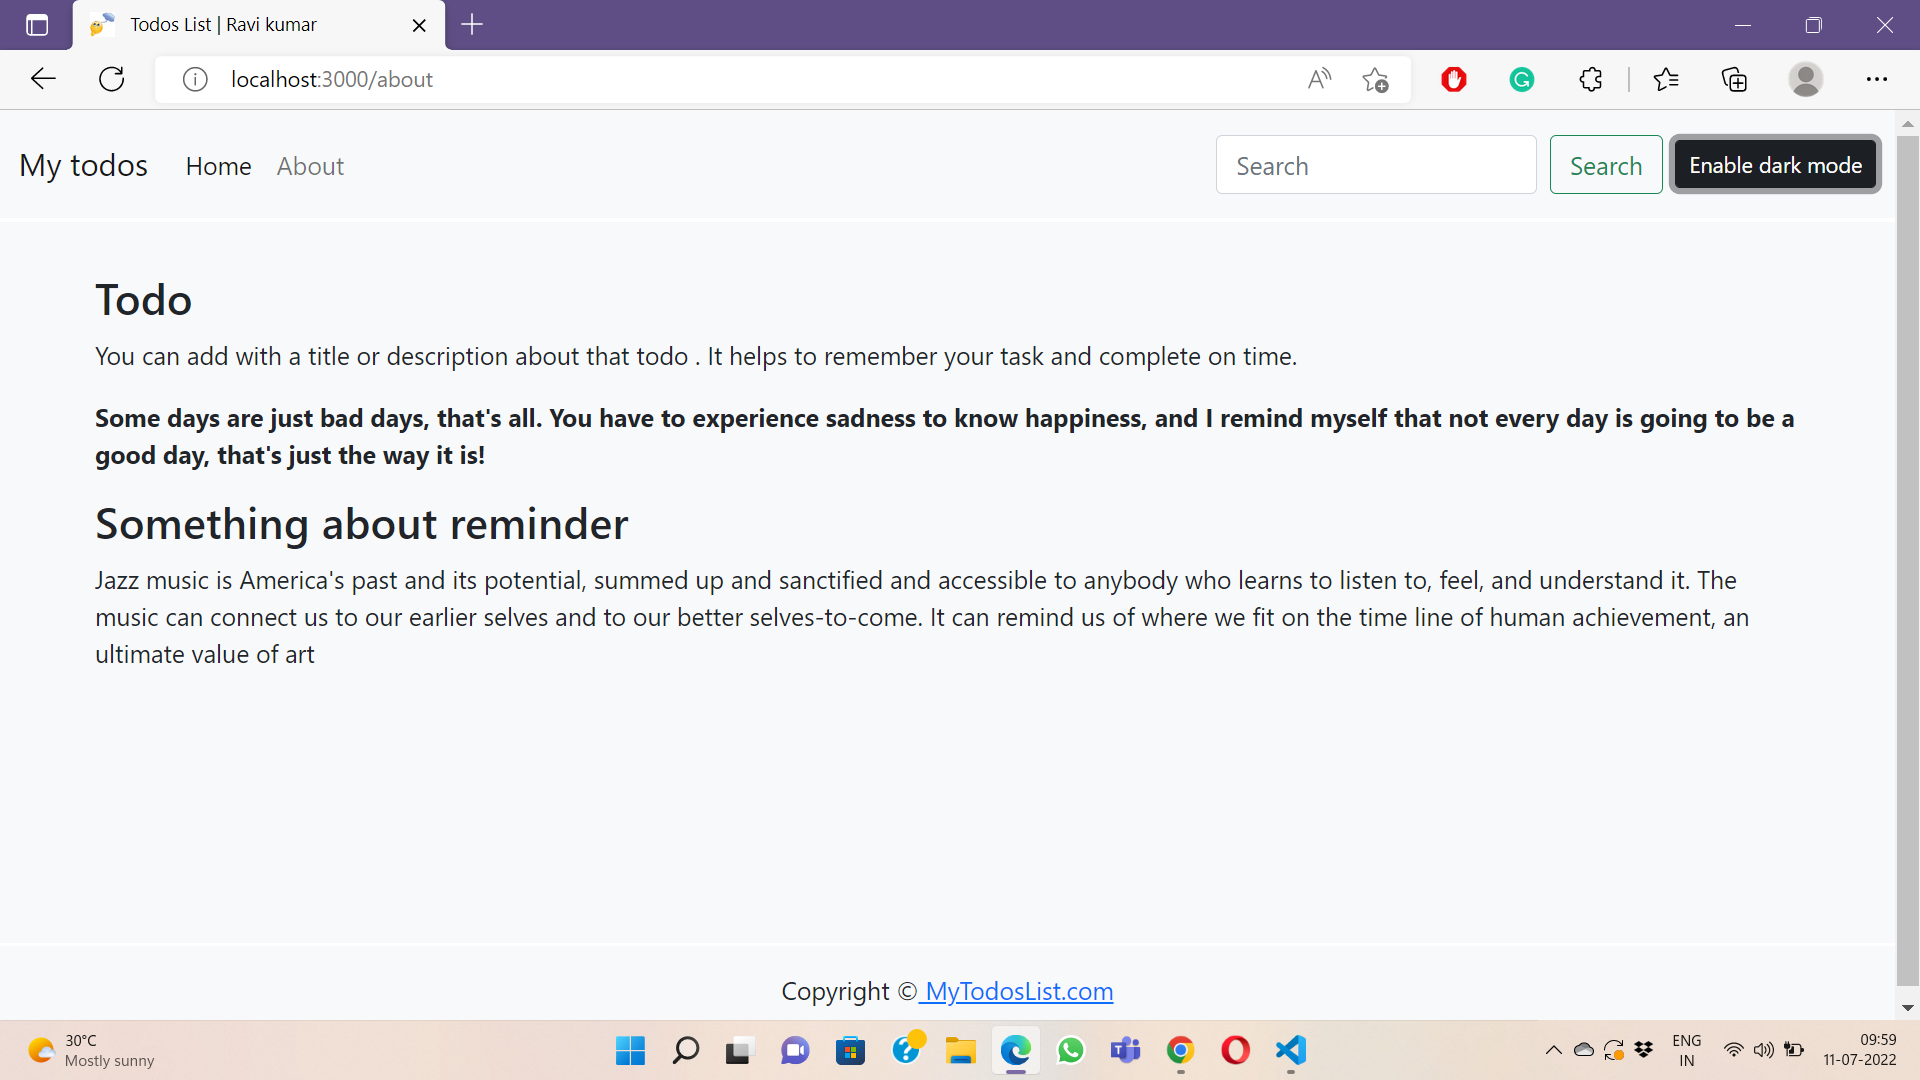 Todos List | Ravi kumar
localhost:3000/about
My todos Home About Search Search Enable dark mode
Todo
You can add with a title or description about that todo . It helps to remember your task and complete on time.
Some days are just bad days, that's all. You have to experience sadness to know happiness, and I remind myself that not every day is going to be a
good day, that's just the way it is!
Something about reminder
Jazz music is America's past and its potential, summed up and sanctified and accessible to anybody who learns to listen to, feel, and understand it. The
music can connect us to our earlier selves and to our better selves-to-come. It can remind us of where we fit on the time line of human achievement, an
ultimate value of art
Copyright © MyTodosList.com
30°C
Mostly sunny
ENG
IN
09:59
11-07-2022